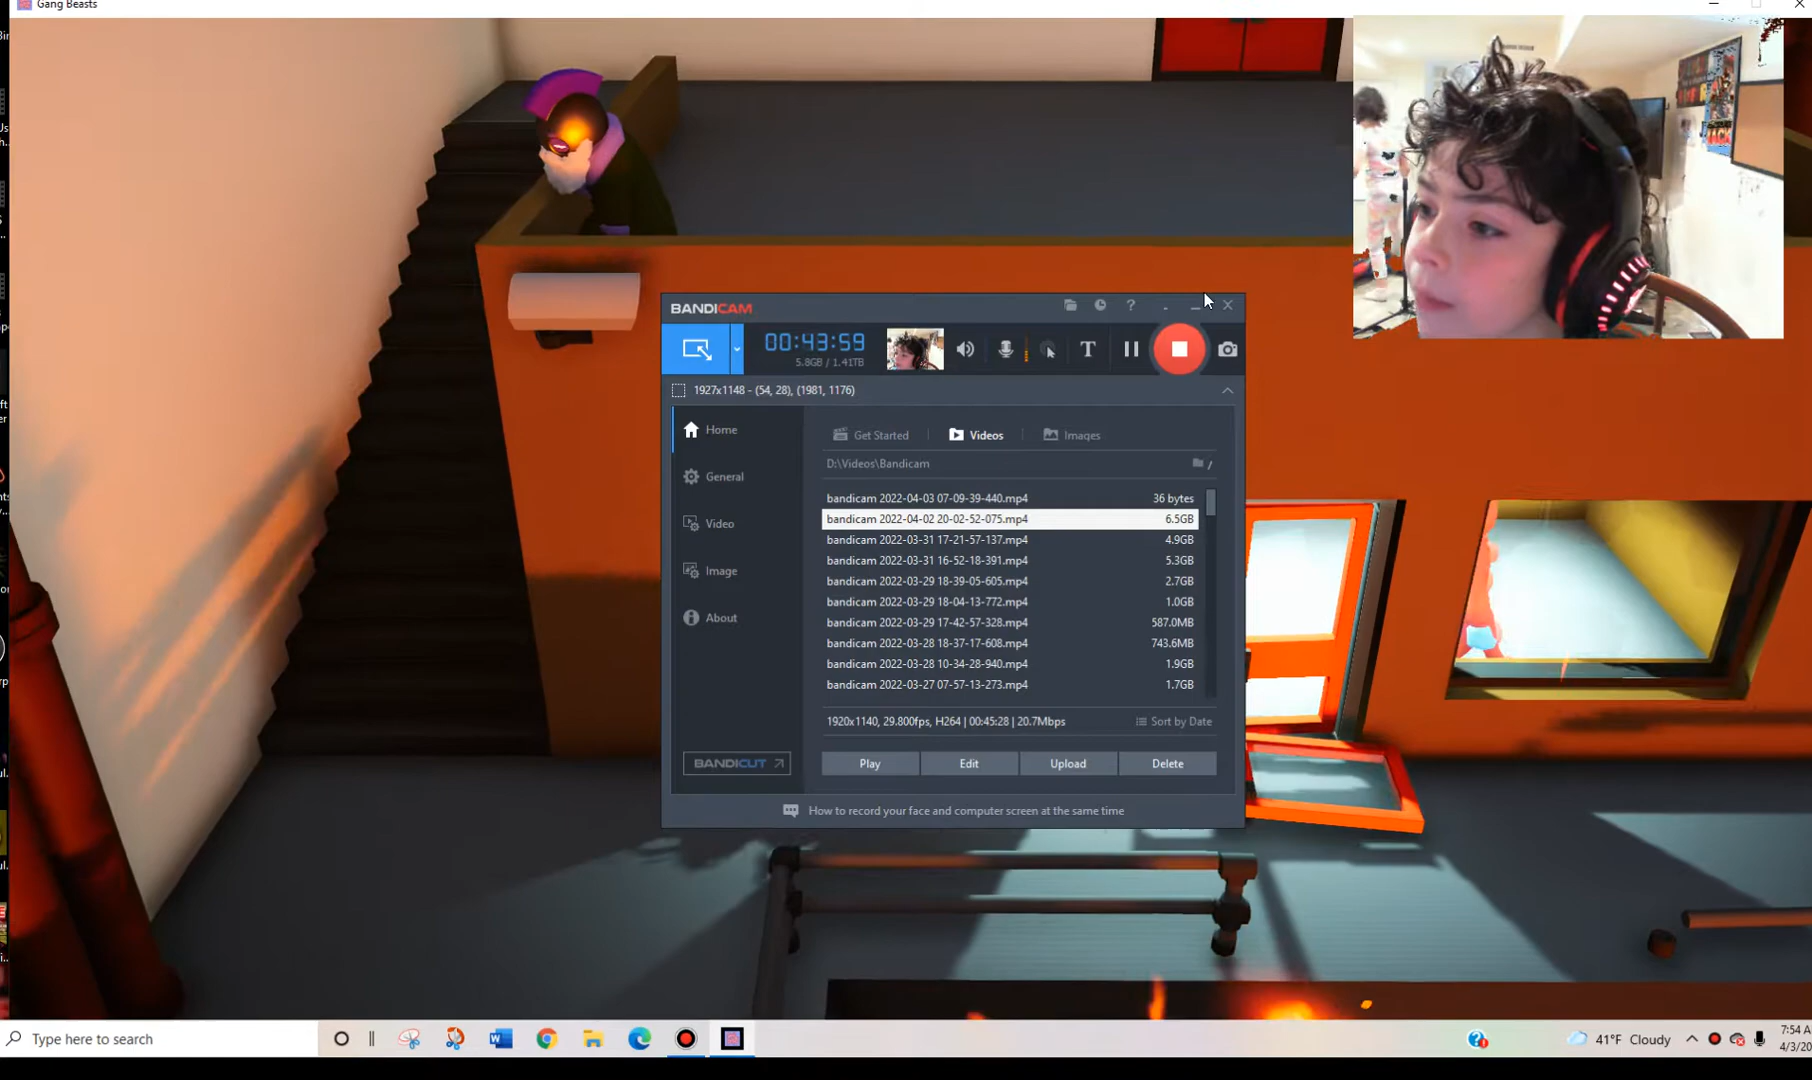 Gang Beasts
BANDICAM
00:43:59
5.8GB / 1.41TB
T
1927x1148 - (54, 28), (1981, 1176)
Home
General
Video
Image
About
BANDICUT
Get Started
Videos
Images
D:\Videos\Bandicam
bandicam 2022-04-03 07-09-39-440.mp4 36 bytes
bandicam 2022-04-02 20-02-52-075.mp4 6.5GB
bandicam 2022-03-31 17-21-57-137.mp4 4.9GB
bandicam 2022-03-31 16-52-18-391.mp4 5.3GB
bandicam 2022-03-29 18-39-05-605.mp4 2.7GB
bandicam 2022-03-29 18-04-13-772.mp4 1.0GB
bandicam 2022-03-29 17-42-57-328.mp4 587.0MB
bandicam 2022-03-28 18-37-17-608.mp4 743.6MB
bandicam 2022-03-28 10-34-28-940.mp4 1.9GB
bandicam 2022-03-27 07-57-13-273.mp4 1.7GB
1920x1140, 29.800fps, H264 | 00:45:28 | 20.7Mbps
Sort by Date
Play Edit Upload Delete
How to record your face and computer screen at the same time
Type here to search
41°F Cloudy
7:54 A
4/3/20